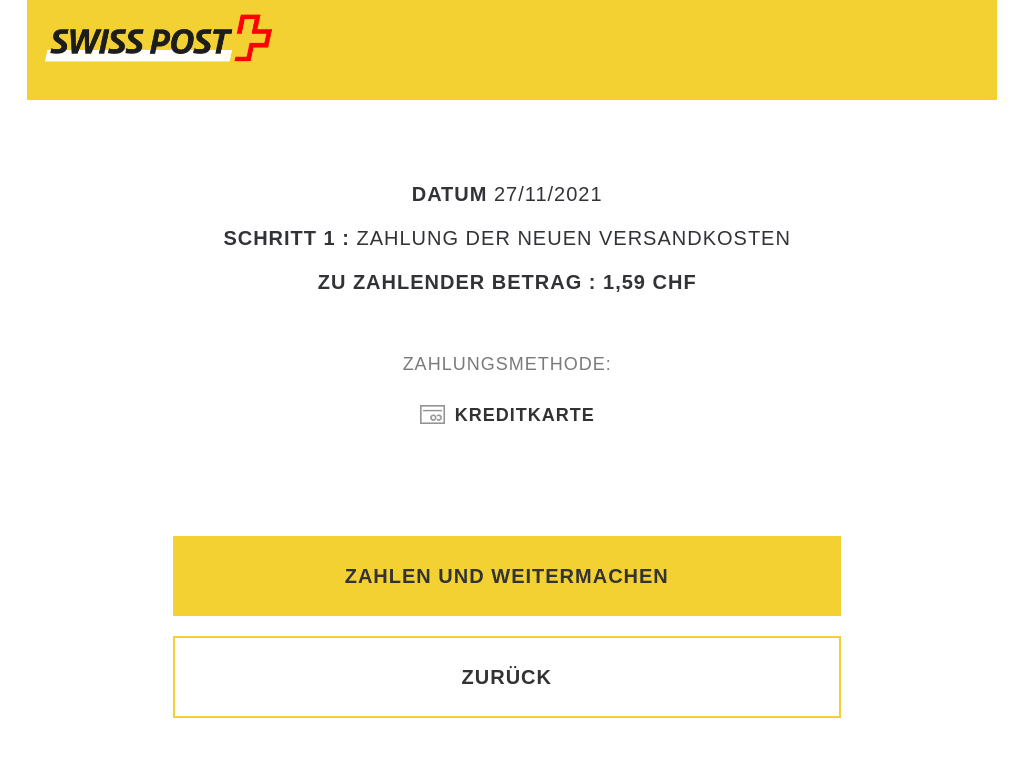 SWISS POST
DATUM 27/11/2021
SCHRITT 1 : ZAHLUNG DER NEUEN VERSANDKOSTEN
ZU ZAHLENDER BETRAG : 1,59 CHF
ZAHLUNGSMETHODE:
KREDITKARTE
ZAHLEN UND WEITERMACHEN
ZURÜCK